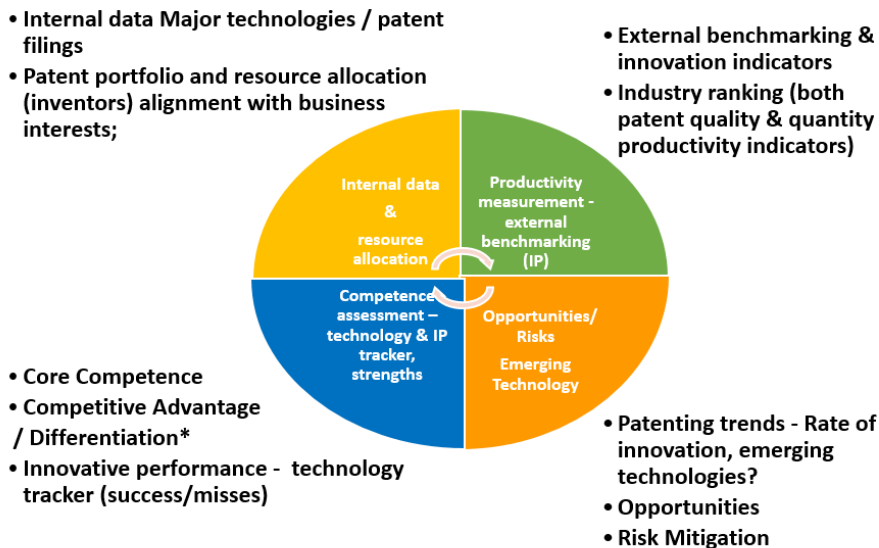 • Internal data Major technologies / patent
filings
• Patent portfolio and resource allocation
(inventors) alignment with business
interests;
• External benchmarking &
innovation indicators
• Industry ranking (both
patent quality & quantity
productivity indicators)
Internal data
&
resource
allocation
Productivity
measurement -
external
benchmarking
(IP)
Competence
assessment –
technology & IP
tracker,
strengths
Opportunities/
Risks
Emerging
Technology
• Core Competence
• Competitive Advantage
/ Differentiation*
• Innovative performance - technology
tracker (success/misses)
• Patenting trends - Rate of
innovation, emerging
technologies?
• Opportunities
• Risk Mitigation